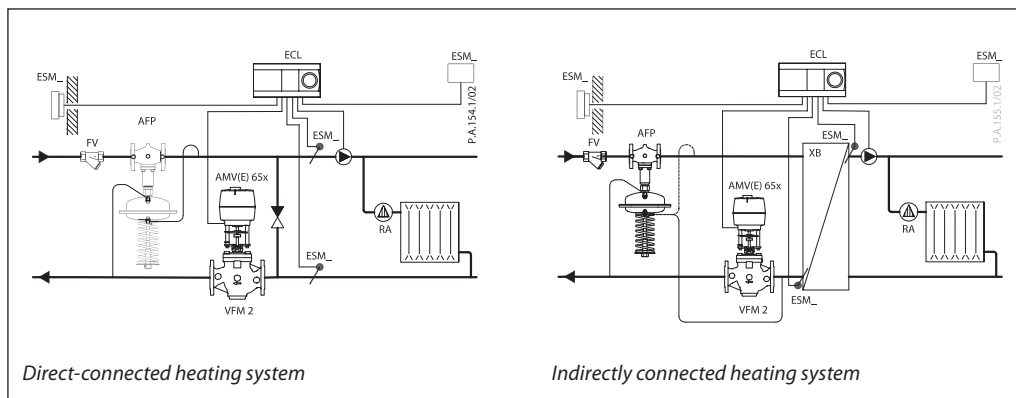 ECL
ESM_
ESM_
AFP
FV
ESM_
AMV(E) 65x
RA
ESM_
VFM 2
P.A.154.1/02
Direct-connected heating system
ECL
ESM_
ESM_
AFP
FV
ESM_
XB
AMV(E) 65x
RA
ESM_
VFM 2
P.A.155.1/02
Indirectly connected heating system